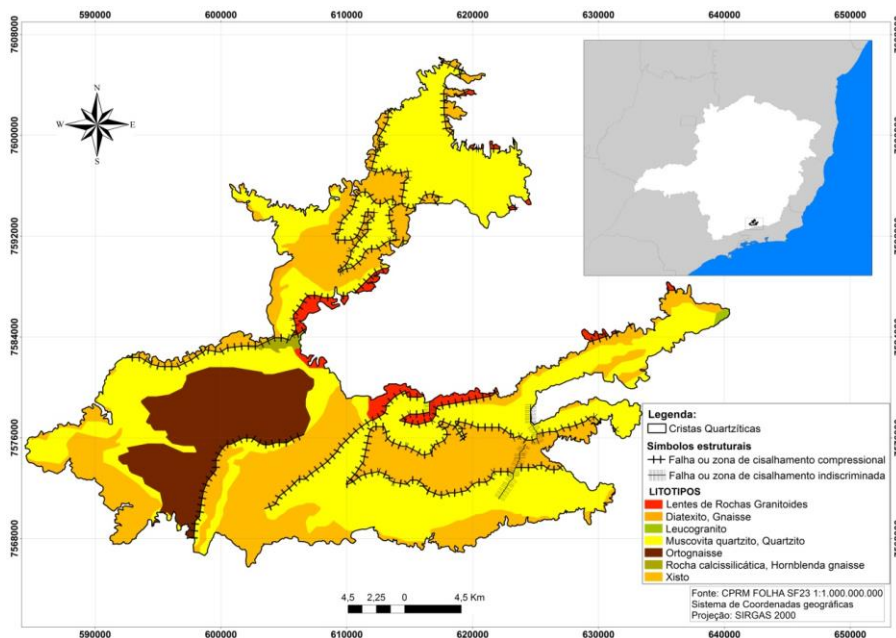 590000 600000 610000 620000 630000 640000 650000
7608000
7600000
7592000
7584000
7576000
7568000
N
W E
S
Legenda:
Cristas Quartzíticas
Símbolos estruturais
Falha ou zona de cisalhamento compressional
Falha ou zona de cisalhamento indiscriminada
LITOTIPOS
Lentes de Rochas Granitoides
Diatexito, Gnaisse
Leucogranito
Muscovita quartzito, Quartzito
Ortognaisse
Rocha calcissilicática, Hornblenda gnaisse
Xisto
Fonte: CPRM FOLHA SF23 1:1.000.000.000
Sistema de Coordenadas geográficas
Projeção: SIRGAS 2000
4,5 2,25 0 4,5 Km
590000 600000 610000 620000 630000 640000 650000